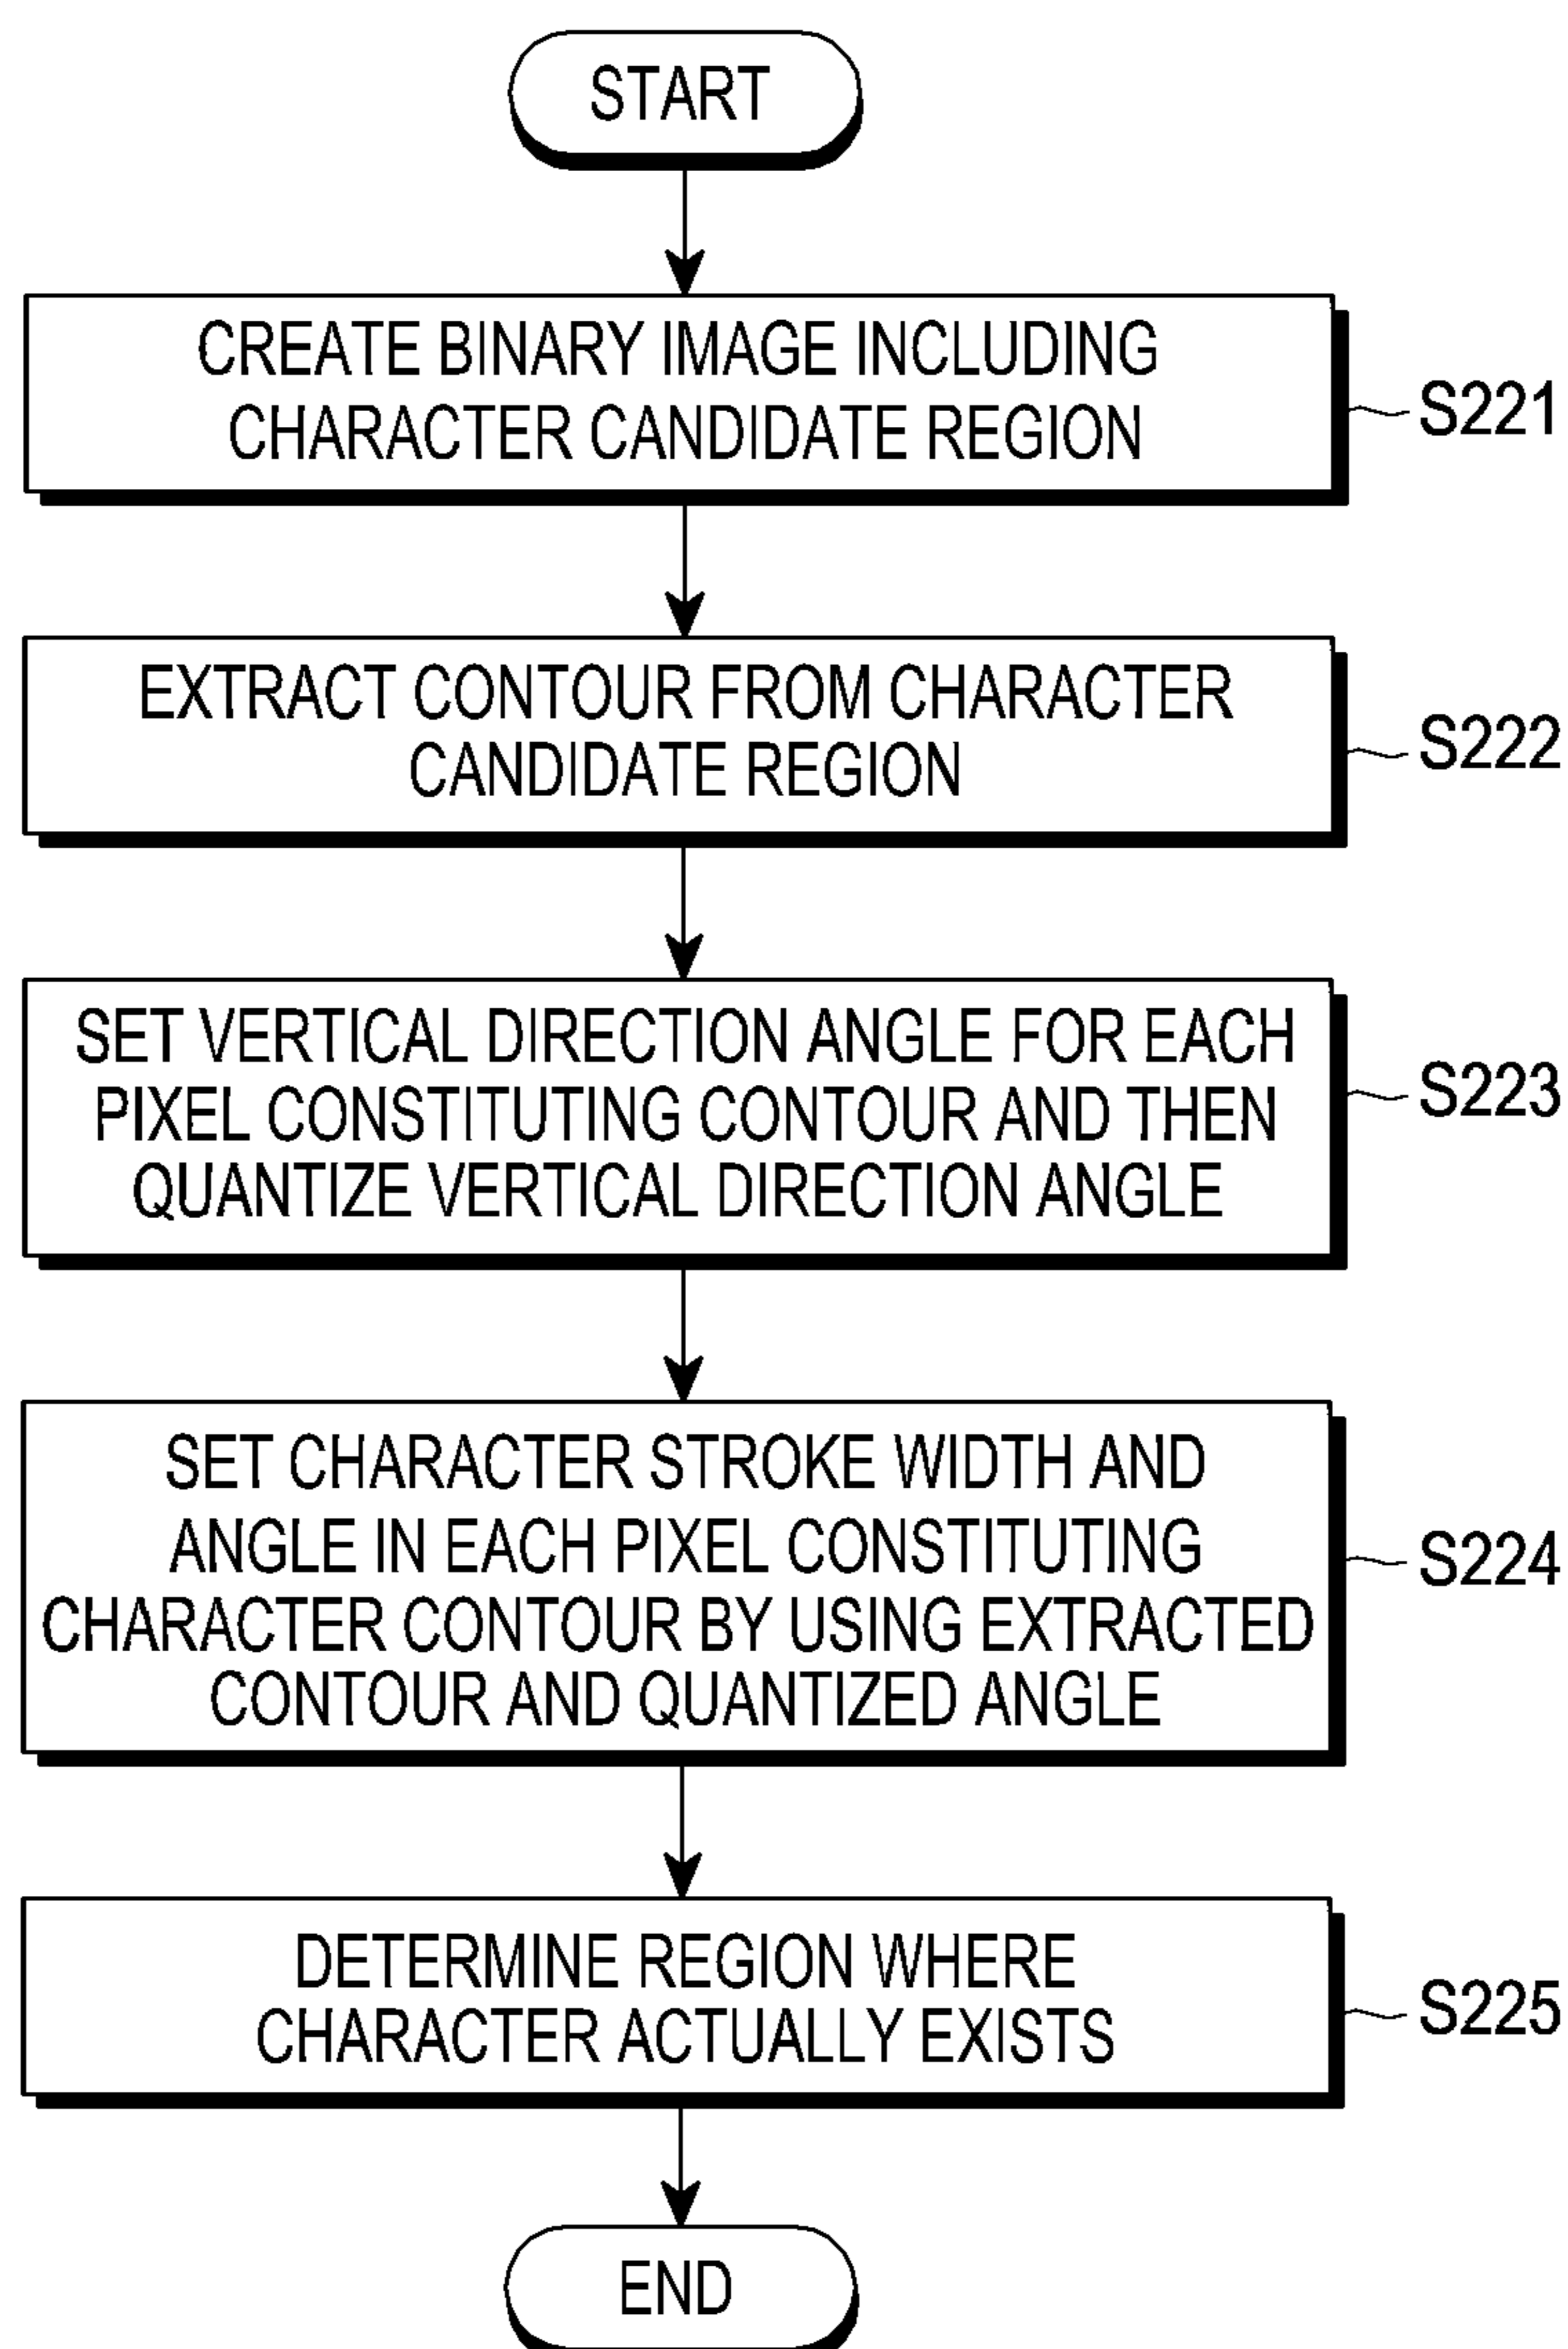 START
CREATE BINARY IMAGE INCLUDING
CHARACTER CANDIDATE REGION
S221
EXTRACT CONTOUR FROM CHARACTER
CANDIDATE REGION
S222
SET VERTICAL DIRECTION ANGLE FOR EACH
PIXEL CONSTITUTING CONTOUR AND THEN
QUANTIZE VERTICAL DIRECTION ANGLE
S223
SET CHARACTER STROKE WIDTH AND
ANGLE IN EACH PIXEL CONSTITUTING
CHARACTER CONTOUR BY USING EXTRACTED
CONTOUR AND QUANTIZED ANGLE
S224
DETERMINE REGION WHERE
CHARACTER ACTUALLY EXISTS
S225
END